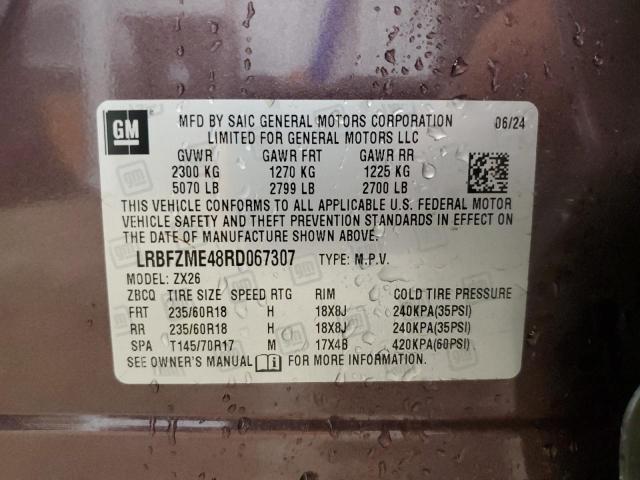 GM
MFD BY SAIC GENERAL MOTORS CORPORATION 06/24
LIMITED FOR GENERAL MOTORS LLC
GVWR GAWR FRT GAWR RR
2300 KG 1270 KG 1225 KG
5070 LB 2799 LB 2700 LB
THIS VEHICLE CONFORMS TO ALL APPLICABLE U.S. FEDERAL MOTOR
VEHICLE SAFETY AND THEFT PREVENTION STANDARDS IN EFFECT ON
THE DATE OF MANUFACTURE SHOWN ABOVE.
LRBFZME48RD067307 TYPE: M.P.V.
MODEL: ZX26
ZBCQ TIRE SIZE SPEED RTG RIM COLD TIRE PRESSURE
FRT 235/60R18 H 18X8J 240KPA(35PSI)
RR 235/60R18 H 18X8J 240KPA(35PSI)
SPA T145/70R17 M 17X4B 420KPA(60PSI)
SEE OWNER'S MANUAL FOR MORE INFORMATION.